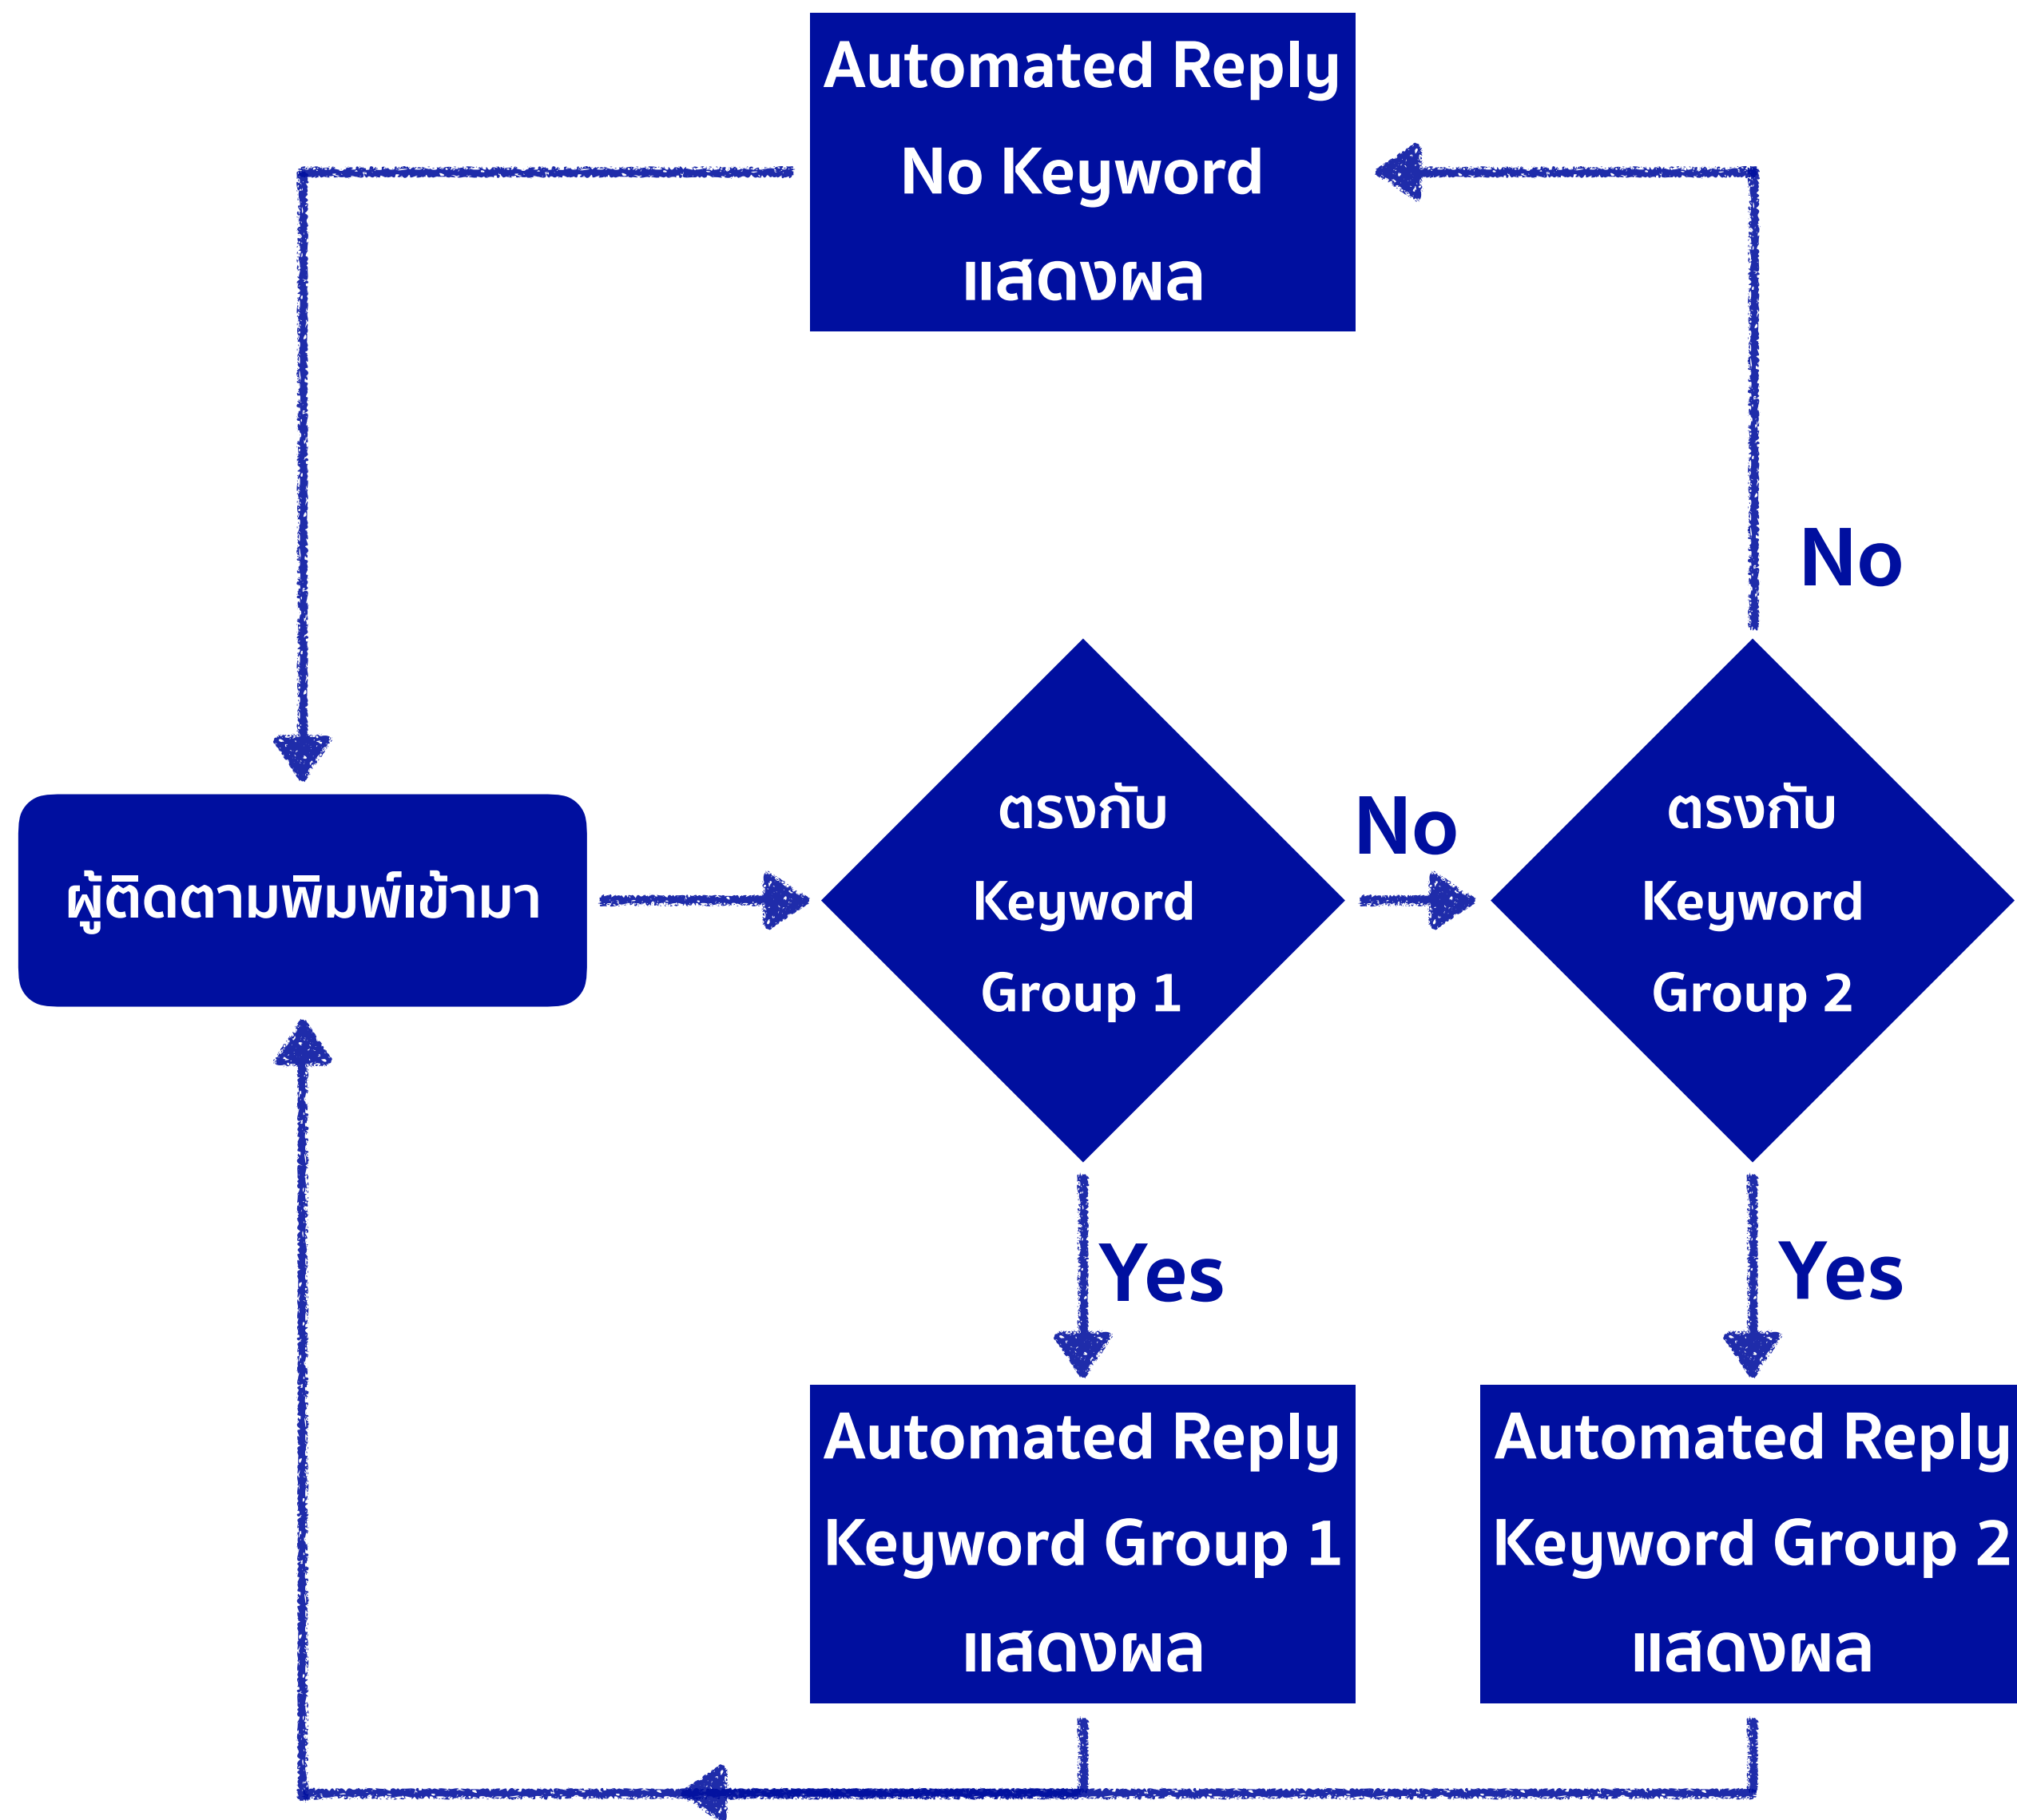 Automated Reply
No Keyword
แสดงผล
No
ผู้ติดตามพิมพ์เข้ามา
ตรงกับ
Keyword
Group 1
No
ตรงกับ
Keyword
Group 2
Yes
Yes
Automated Reply
Keyword Group 1
แสดงผล
Automated Reply
Keyword Group 2
แสดงผล